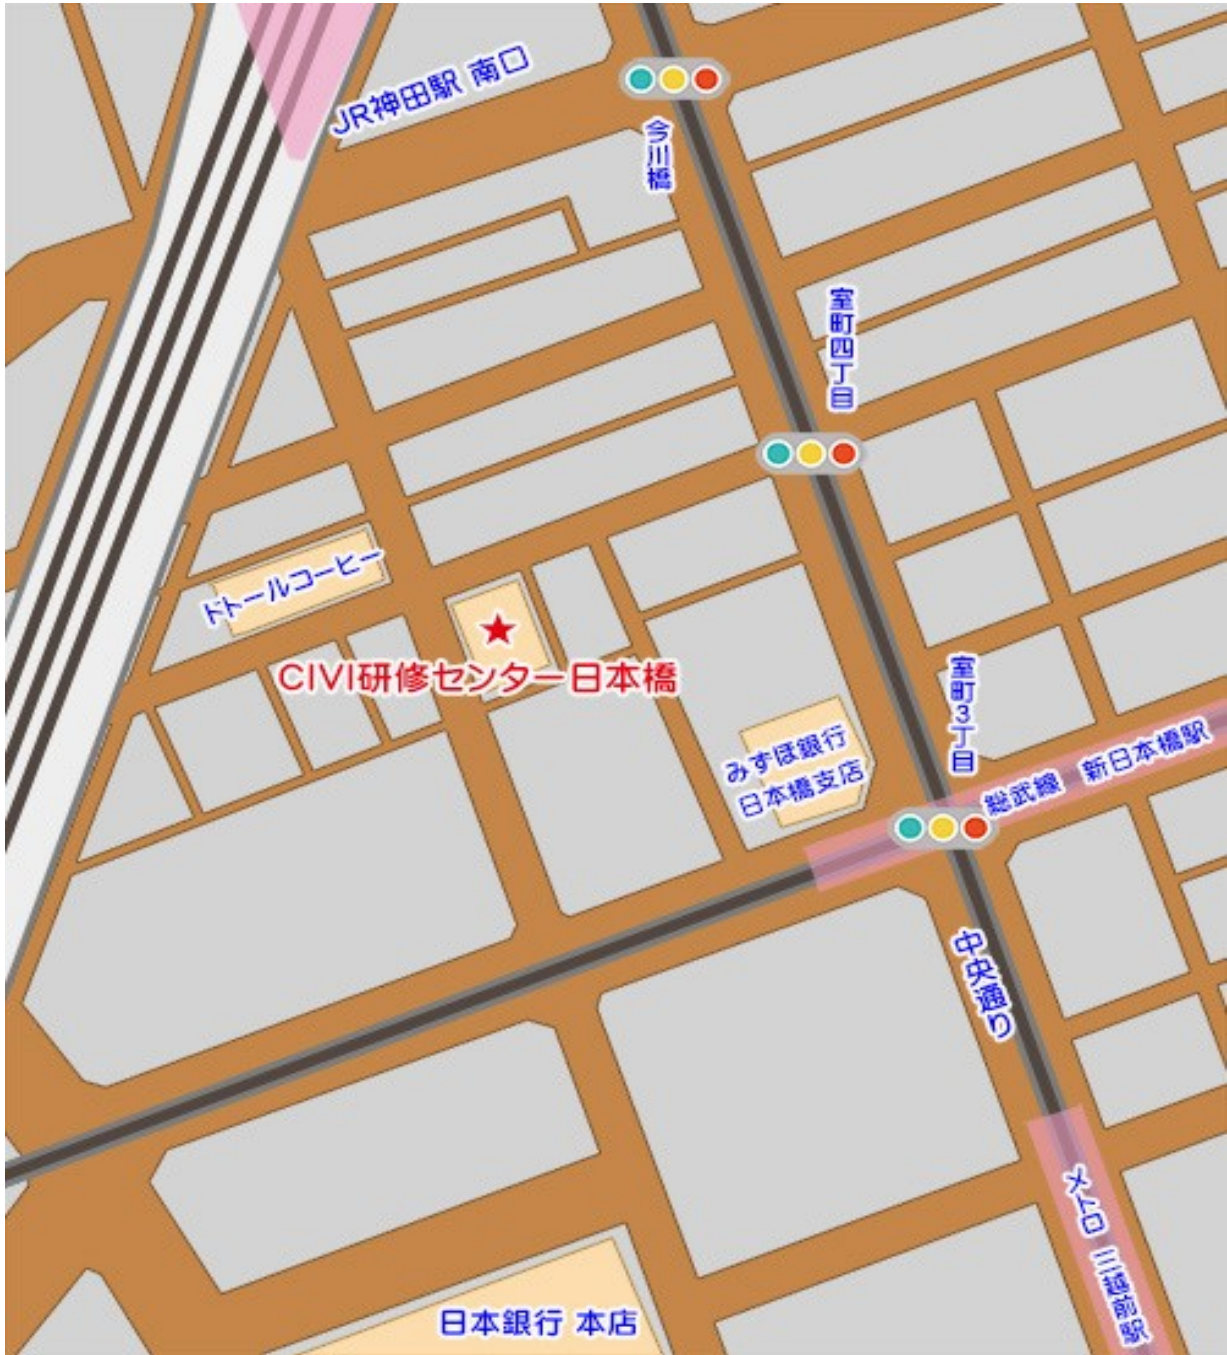 JR神田駅 南口
今川橋
室町四丁目
ドトールコーヒー
CIVI研修センター日本橋
室町3丁目
みずほ銀行
日本橋支店
総武線 新日本橋駅
中央通り
メトロ 三越前駅
日本銀行 本店